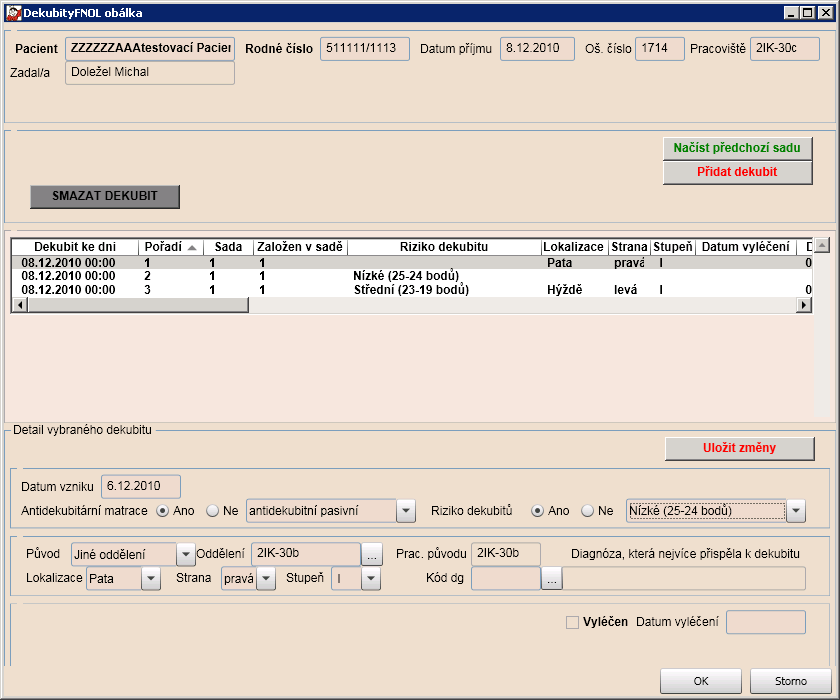 DekubityFNOL obálka
Pacient ZZZZZZAAAtestovací Pacier Rodné číslo 511111/1113 Datum příjmu 8.12.2010 Oš. číslo 1714 Pracoviště 2IK-30c
Zadal/a Doležel Michal
Načíst předchozí sadu
Přidat dekubit
SMAZAT DEKUBIT
Dekubit ke dni Pořadí Sada Založen v sadě Riziko dekubitu Lokalizace Strana Stupeň Datum vyléčení D
08.12.2010 00:00 1 1 1 Pata pravá I 0
08.12.2010 00:00 2 1 1 Nízké (25-24 bodů)
08.12.2010 00:00 3 1 1 Střední (23-19 bodů) Hýždě levá I 0
Detail vybraného dekubitu
Uložit změny
Datum vzniku 6.12.2010
Antidekubitární matrace Ano Ne antidekubitní pasivní Riziko dekubitů Ano Ne Nízké (25-24 bodů)
Původ Jiné oddělení Oddělení 2IK-30b ... Prac. původu 2IK-30b Diagnóza, která nejvíce přispěla k dekubitu
Lokalizace Pata Strana pravá Stupeň I Kód dg ...
Vyléčen Datum vyléčení
OK Storno